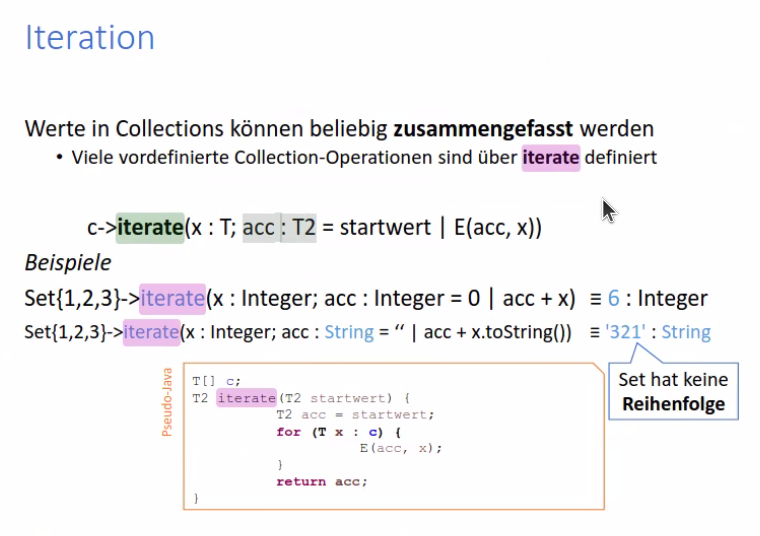 Iteration
Werte in Collections können beliebig zusammengefasst werden
• Viele vordefinierte Collection-Operationen sind über iterate definiert
c->iterate(x : T; acc : T2 = startwert | E(acc, x))
Beispiele
Set{1,2,3}->iterate(x : Integer; acc : Integer = 0 | acc + x) ≡ 6 : Integer
Set{1,2,3}->iterate(x : Integer; acc : String = “ | acc + x.toString()) ≡ '321' : String
Set hat keine
Reihenfolge
Pseudo-Java
T[] c;
T2 iterate(T2 startwert) {
T2 acc = startwert;
for (T x : c) {
E(acc, x);
}
return acc;
}